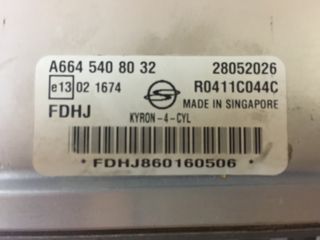 A664 540 80 32 28052026
e13 02 1674 R0411C044C
MADE IN SINGAPORE
FDHJ
KYRON-4-CYL
* FDHJ860160506 *